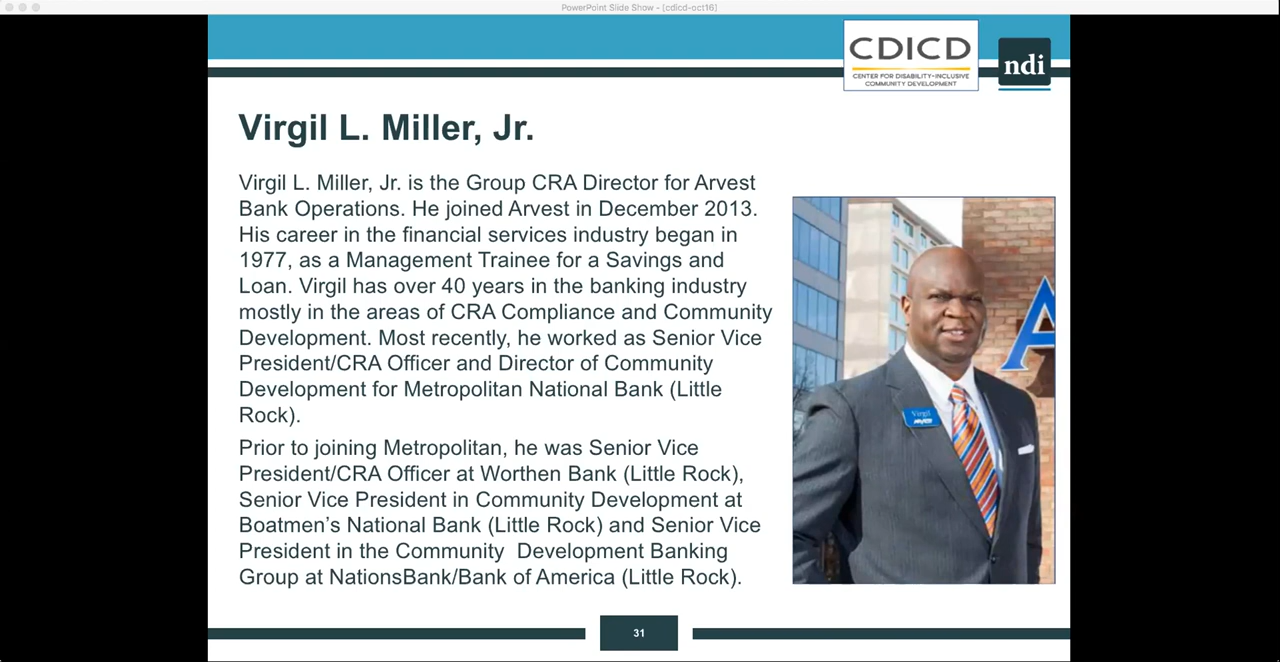 PowerPoint Slide Show - [cdicd-oct16]
CDICD
CENTER FOR DISABILITY-INCLUSIVE
COMMUNITY DEVELOPMENT
ndi
Virgil L. Miller, Jr.
Virgil L. Miller, Jr. is the Group CRA Director for Arvest
Bank Operations. He joined Arvest in December 2013.
His career in the financial services industry began in
1977, as a Management Trainee for a Savings and
Loan. Virgil has over 40 years in the banking industry
mostly in the areas of CRA Compliance and Community
Development. Most recently, he worked as Senior Vice
President/CRA Officer and Director of Community
Development for Metropolitan National Bank (Little
Rock).
Prior to joining Metropolitan, he was Senior Vice
President/CRA Officer at Worthen Bank (Little Rock),
Senior Vice President in Community Development at
Boatmen’s National Bank (Little Rock) and Senior Vice
President in the Community  Development Banking
Group at NationsBank/Bank of America (Little Rock).
A
Virgil
31